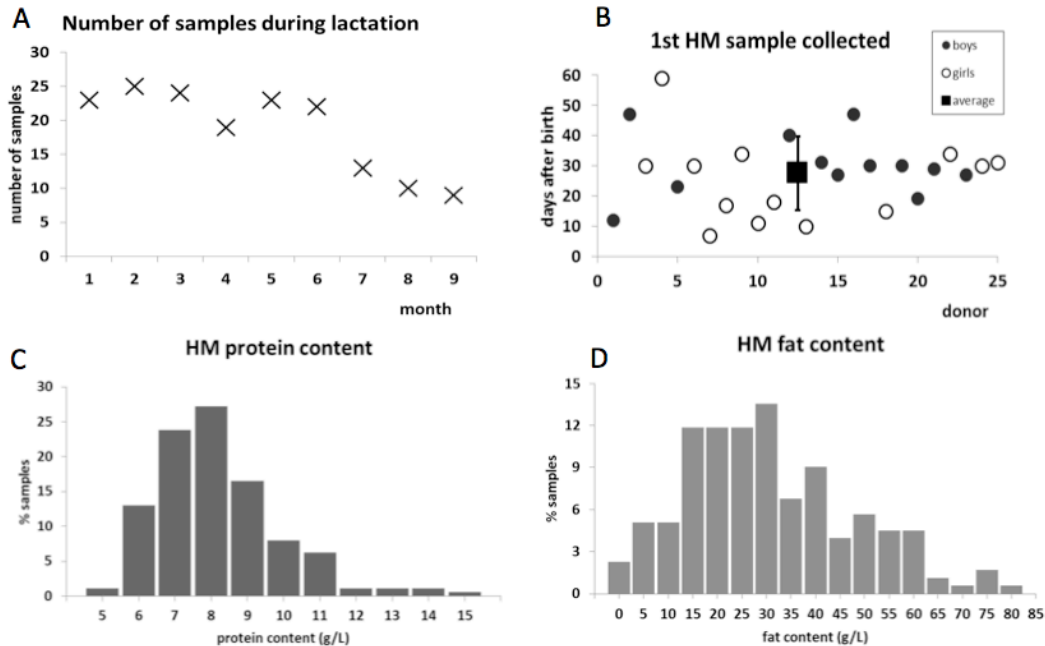 A
Number of samples during lactation
number of samples
30
25
20
15
10
5
0
1 2 3 4 5 6 7 8 9
month
B
1st HM sample collected
boys
girls
average
days after birth
60
50
40
30
20
10
0
0 5 10 15 20 25
donor
C
HM protein content
% samples
30
25
20
15
10
5
0
5 6 7 8 9 10 11 12 13 14 15
protein content (g/L)
D
HM fat content
% samples
15
12
9
6
3
0
0 5 10 15 20 25 30 35 40 45 50 55 60 65 70 75 80 85
fat content (g/L)